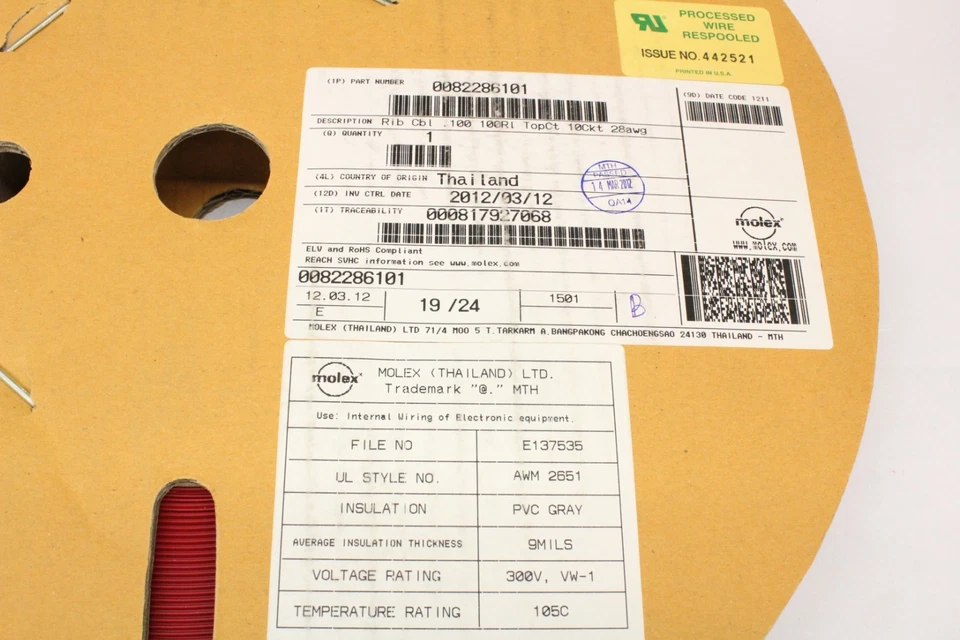 PROCESSED
WIRE
RESPOOLED
ISSUE NO. 442521
PRINTED IN U.S.A.
(1P) PART NUMBER 0082286101
(9D) DATE CODE 1211
DESCRIPTION Rib Cbl .100 100Rl TopCt 10Ckt 28awg
(Q) QUANTITY 1
(4L) COUNTRY OF ORIGIN Thailand
(12D) INV CTRL DATE 2012/03/12
(1T) TRACEABILITY 000817927068
MTH
PASSED
14 MAR 2012
QA14
molex
www.molex.com
ELV and RoHS Compliant
REACH SVHC information see www.molex.com
0082286101
12.03.12
E
19 /24
1501
B
MOLEX (THAILAND) LTD 71/4 MOO 5 T.TARKARM A.BANGPAKONG CHACHOENGSAO 24130 THAILAND - MTH
molex
MOLEX (THAILAND) LTD.
Trademark "@." MTH
Use: Internal Wiring of Electronic equipment.
FILE NO E137535
UL STYLE NO. AWM 2651
INSULATION PVC GRAY
AVERAGE INSULATION THICKNESS 9MILS
VOLTAGE RATING 300V, VW-1
TEMPERATURE RATING 105C